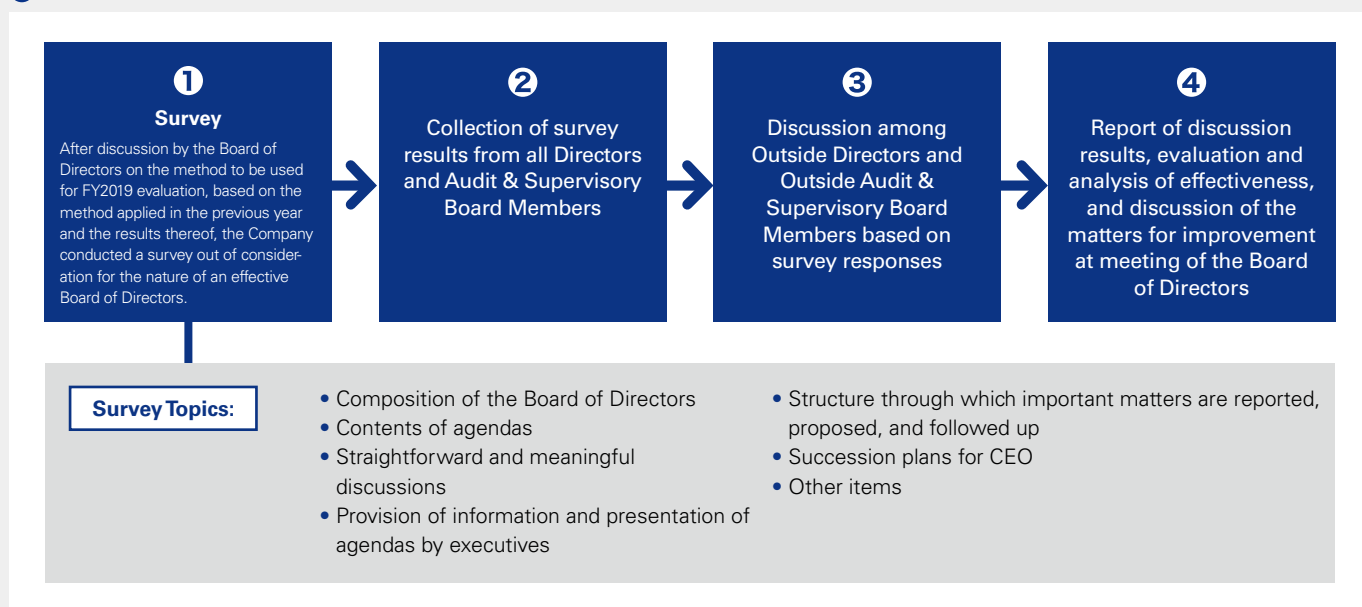 1
Survey
After discussion by the Board of
Directors on the method to be used
for FY2019 evaluation, based on the
method applied in the previous year
and the results thereof, the Company
conducted a survey out of consider-
ation for the nature of an effective
Board of Directors.
2
Collection of survey
results from all Directors
and Audit & Supervisory
Board Members
3
Discussion among
Outside Directors and
Outside Audit &
Supervisory Board
Members based on
survey responses
4
Report of discussion
results, evaluation and
analysis of effectiveness,
and discussion of the
matters for improvement
at meeting of the Board
of Directors
Survey Topics:
• Composition of the Board of Directors
• Contents of agendas
• Straightforward and meaningful
discussions
• Provision of information and presentation of
agendas by executives
• Structure through which important matters are reported,
proposed, and followed up
• Succession plans for CEO
• Other items